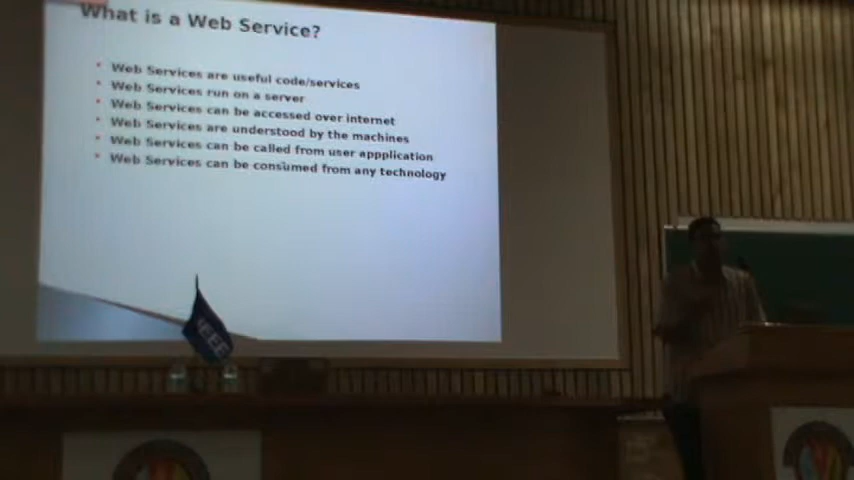 What is a Web Service?
Web Services are useful code/services
Web Services run on a server
Web Services can be accessed over internet
Web Services are understood by the machines
Web Services can be called from user appplication
Web Services can be consumed from any technology
IEEE